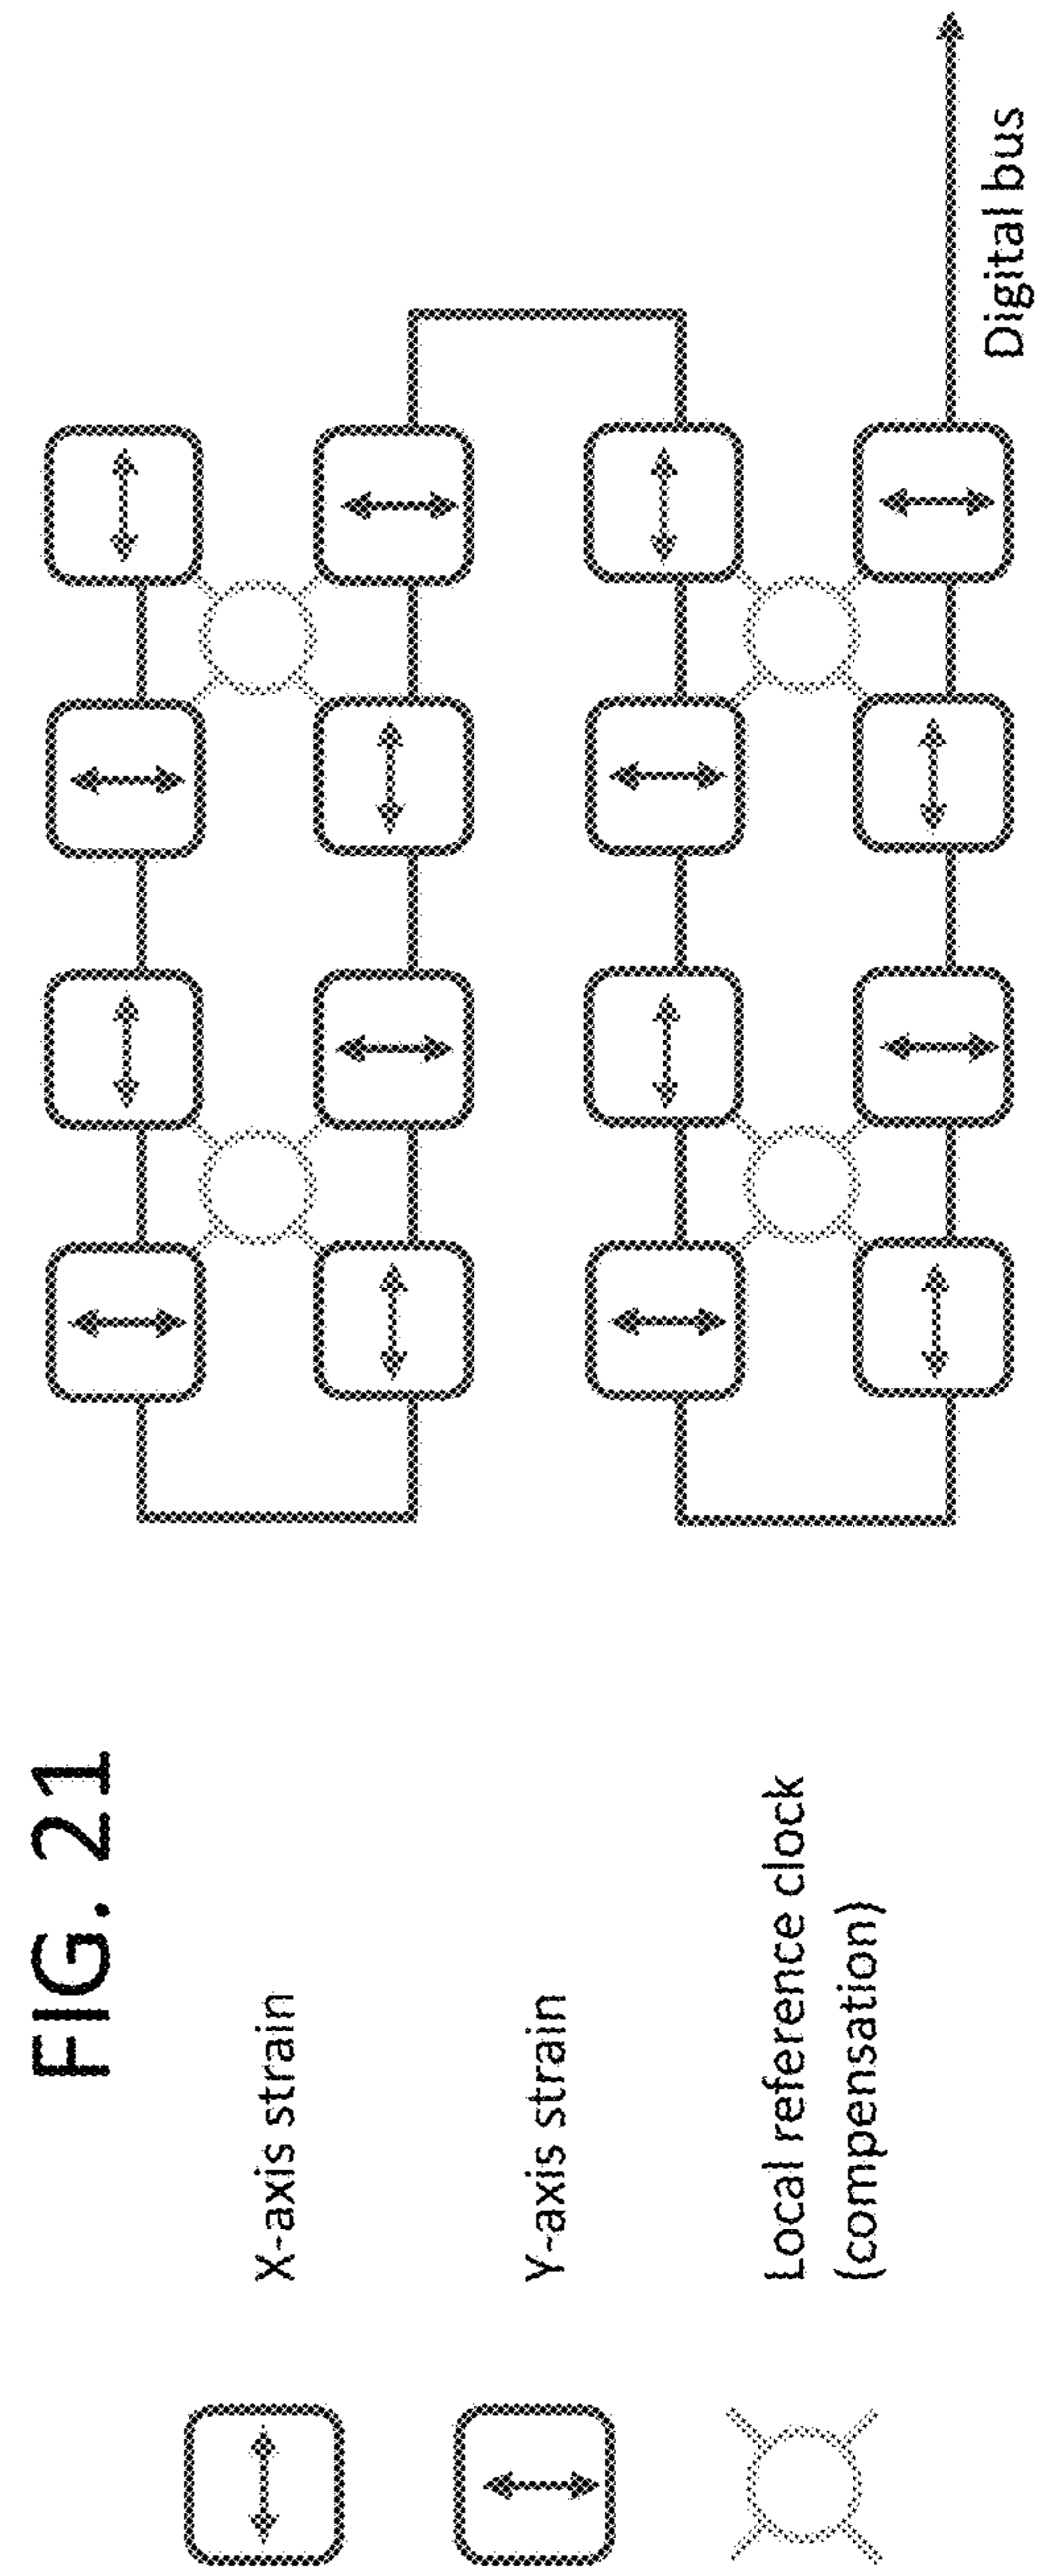 FIG. 21
X-axis strain
Y-axis strain
Local reference clock
(compensation)
Digital bus